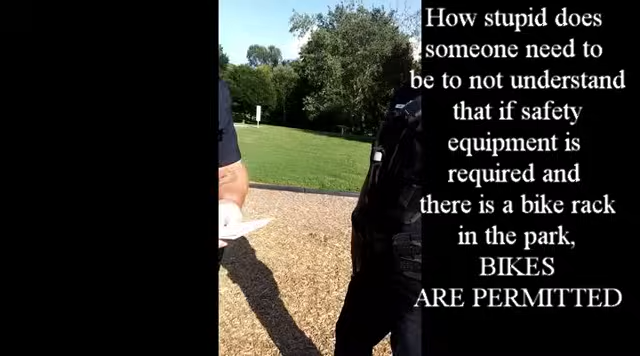 How stupid does
someone need to
be to not understand
that if safety
equipment is
required and
there is a bike rack
in the park,
BIKES
ARE PERMITTED